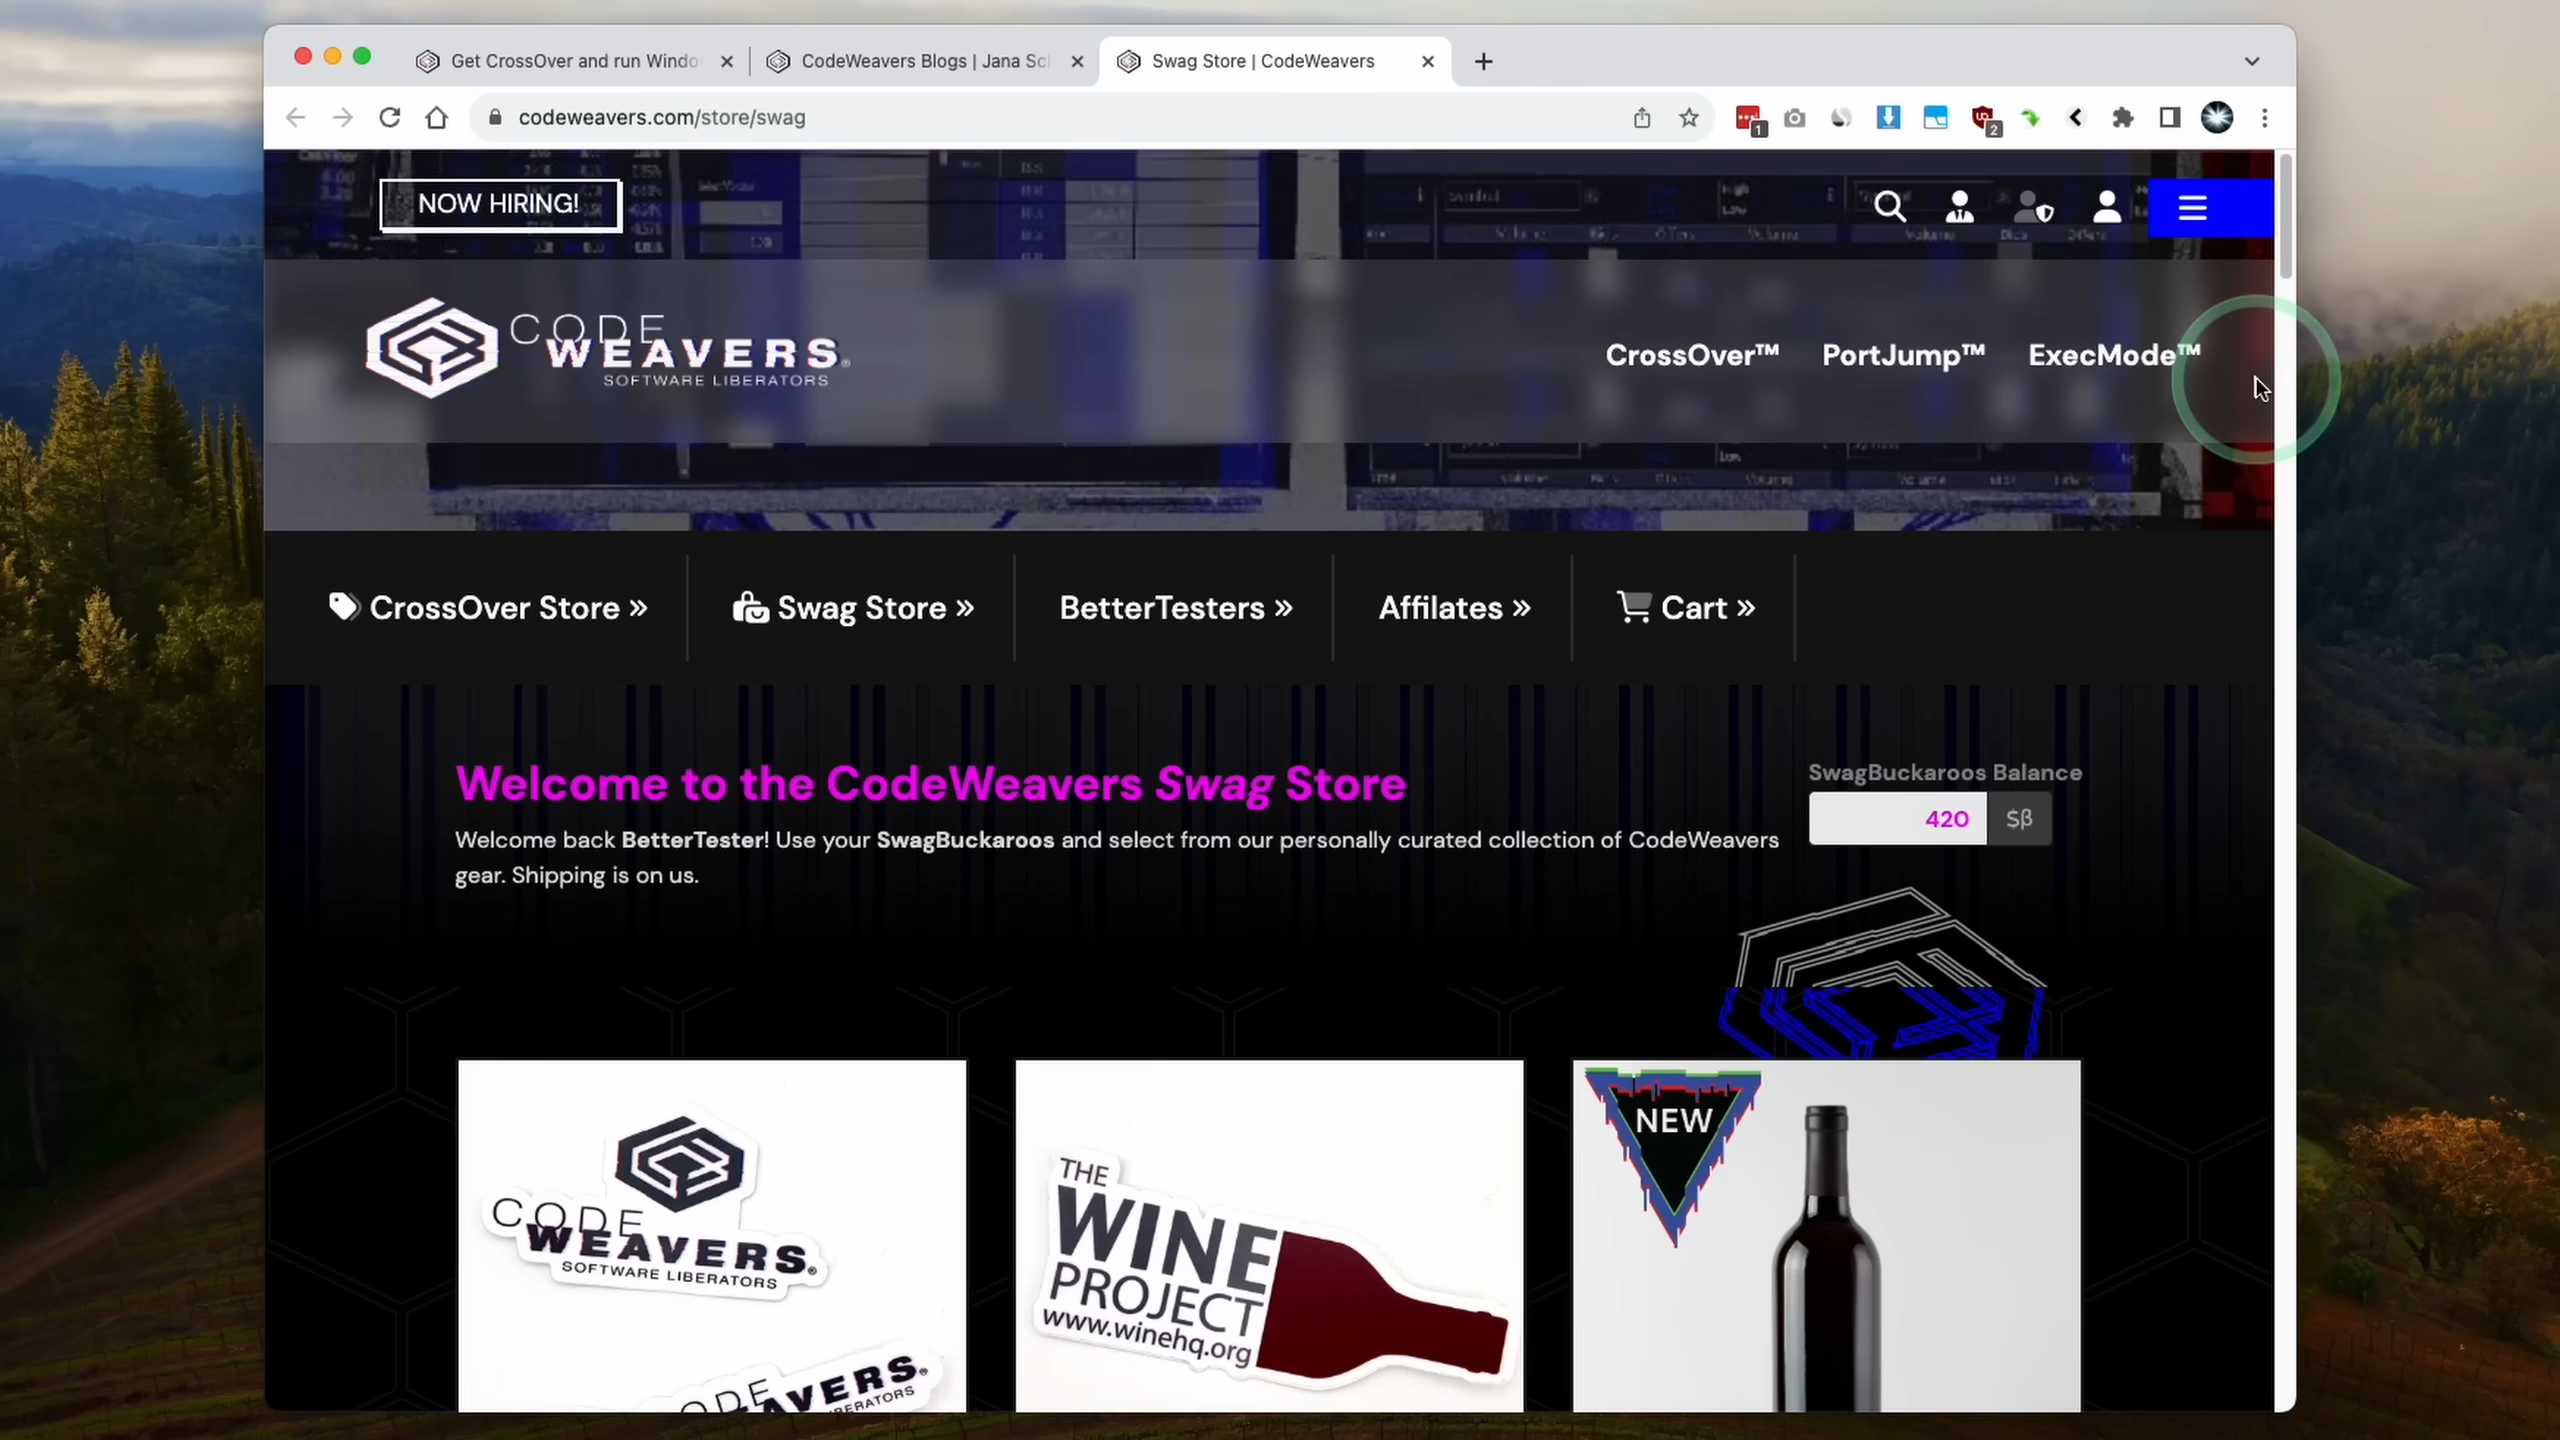 Get CrossOver and run Windo
CodeWeavers Blogs | Jana Sc
Swag Store | CodeWeavers
codeweavers.com/store/swag
1
2
NOW HIRING!
CODE
WEAVERS®
SOFTWARE LIBERATORS
CrossOver™
PortJump™
ExecMode™
CrossOver Store »
Swag Store »
BetterTesters »
Affilates »
Cart »
Welcome to the CodeWeavers Swag Store
SwagBuckaroos Balance
420 $β
Welcome back BetterTester! Use your SwagBuckaroos and select from our personally curated collection of CodeWeavers
gear. Shipping is on us.
CODE
WEAVERS®
SOFTWARE LIBERATORS
THE
WINE
PROJECT
www.winehq.org
NEW